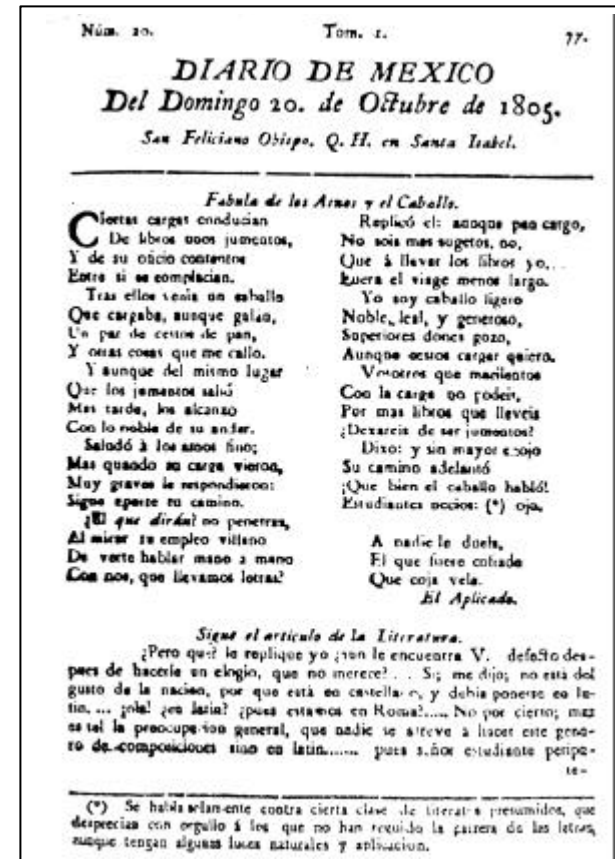 Núm. 20. Tom. 1. 77.
DIARIO DE MEXICO
Del Domingo 20. de Octubre de 1805.
San Feliciano Obispo. Q. H. en Santa Isabel.
Fabula de los Asnos y el Caballo.
Ciertas cargas conducian
De libros unos jumentos,
Y de su oficio contentos
Entre si se complacian.
Tras ellos venia un caballo
Que cargaba, aunque galán,
Un par de cestos de pan,
Y otras cosas que me callo.
Y aunque del mismo lugar
Que los jumentos salió
Mas tarde, los alcanzo
Con lo noble de su andar.
Saludó à los asnos fino;
Mas quando su carga vieron,
Muy graves le respondieron:
Sigue aparte tu camino.
¿El que dirán? no penetras,
Al mirar tu empleo villano
De verte hablar mano a mano
Con nos, que llevamos letras?
Replicó él: aunque pan cargo,
No sois mas sugetos, no,
Que à llevar los libros yo,..
Fuera el viage menos largo.
Yo soy caballo ligero
Noble, leal, y generoso,
Superiores dones gozo,
Aunque ocultos cargar quiero.
Vosotros que macilentos
Con la carga no podeis,
Por mas libros que lleveis
¿Dexareis de ser jumentos?
Dixo: y sin mayor enojo
Su camino adelantó
¡Que bien el caballo habló!
Estudiantes necios: (*) ojo,
A nadie le duela,
El que fuere cofrade
Que coja vela.
El Aplicado.
Sigue el articulo de la Literatura.
¿Pero que? le replique yo ¿aun le encuentra V. defecto des-
pues de hacerle un elogio, que no merece?.. Si; me dijo; no está del
gusto de la nacion, por que está en castellano, y debia ponerse en la-
tin, ... ¡ola! ¿en latin? ¿pues estamos en Roma?..... No por cierto; mas
es tal la preocupacion general, que nadie se atreve à hacer este gene-
ro de composiciones sino en latin....... pues señor estudiante peripa-
te-
(*) Se habla solamente contra cierta clase de literatos presumidos, que
desprecian con orgullo á los que no han seguido la carrera de las letras,
aunque tengan algunas luces naturales y aplicacion.